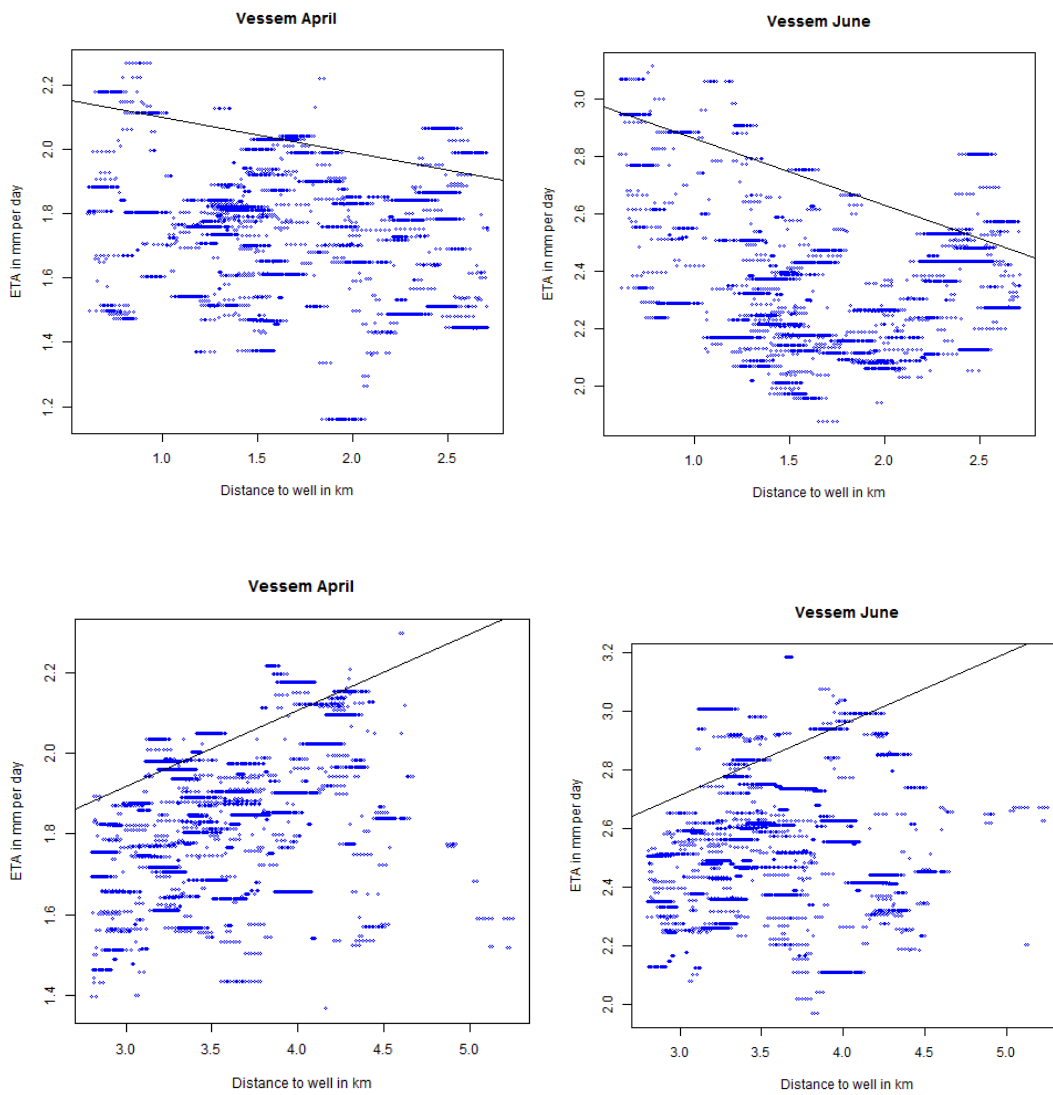 Vessem April
ETA in mm per day
2.2
2.0
1.8
1.6
1.4
1.2
1.0 1.5 2.0 2.5
Distance to well in km
Vessem June
ETA in mm per day
3.0
2.8
2.6
2.4
2.2
2.0
1.0 1.5 2.0 2.5
Distance to well in km
Vessem April
ETA in mm per day
2.2
2.0
1.8
1.6
1.4
3.0 3.5 4.0 4.5 5.0
Distance to well in km
Vessem June
ETA in mm per day
3.2
3.0
2.8
2.6
2.4
2.2
2.0
3.0 3.5 4.0 4.5 5.0
Distance to well in km